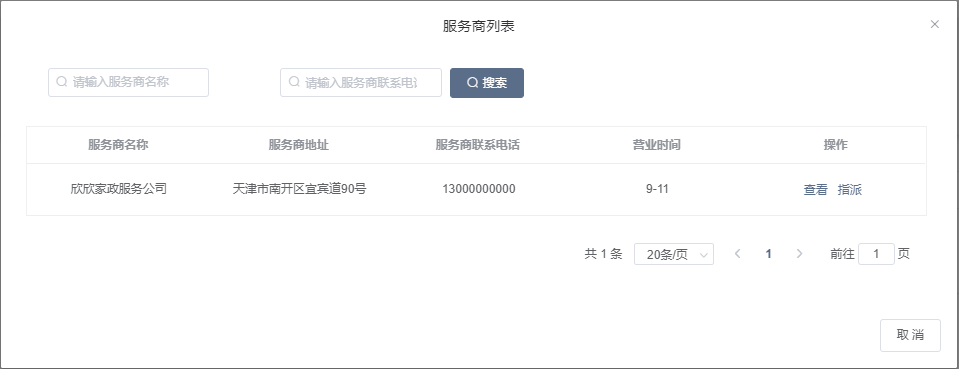 服务商列表
请输入服务商名称 请输入服务商联系电 搜索
服务商名称 服务商地址 服务商联系电话 营业时间 操作
欣欣家政服务公司 天津市南开区宜宾道90号 13000000000 9-11 查看 指派
共 1 条 20条/页 1 前往 1 页
取消